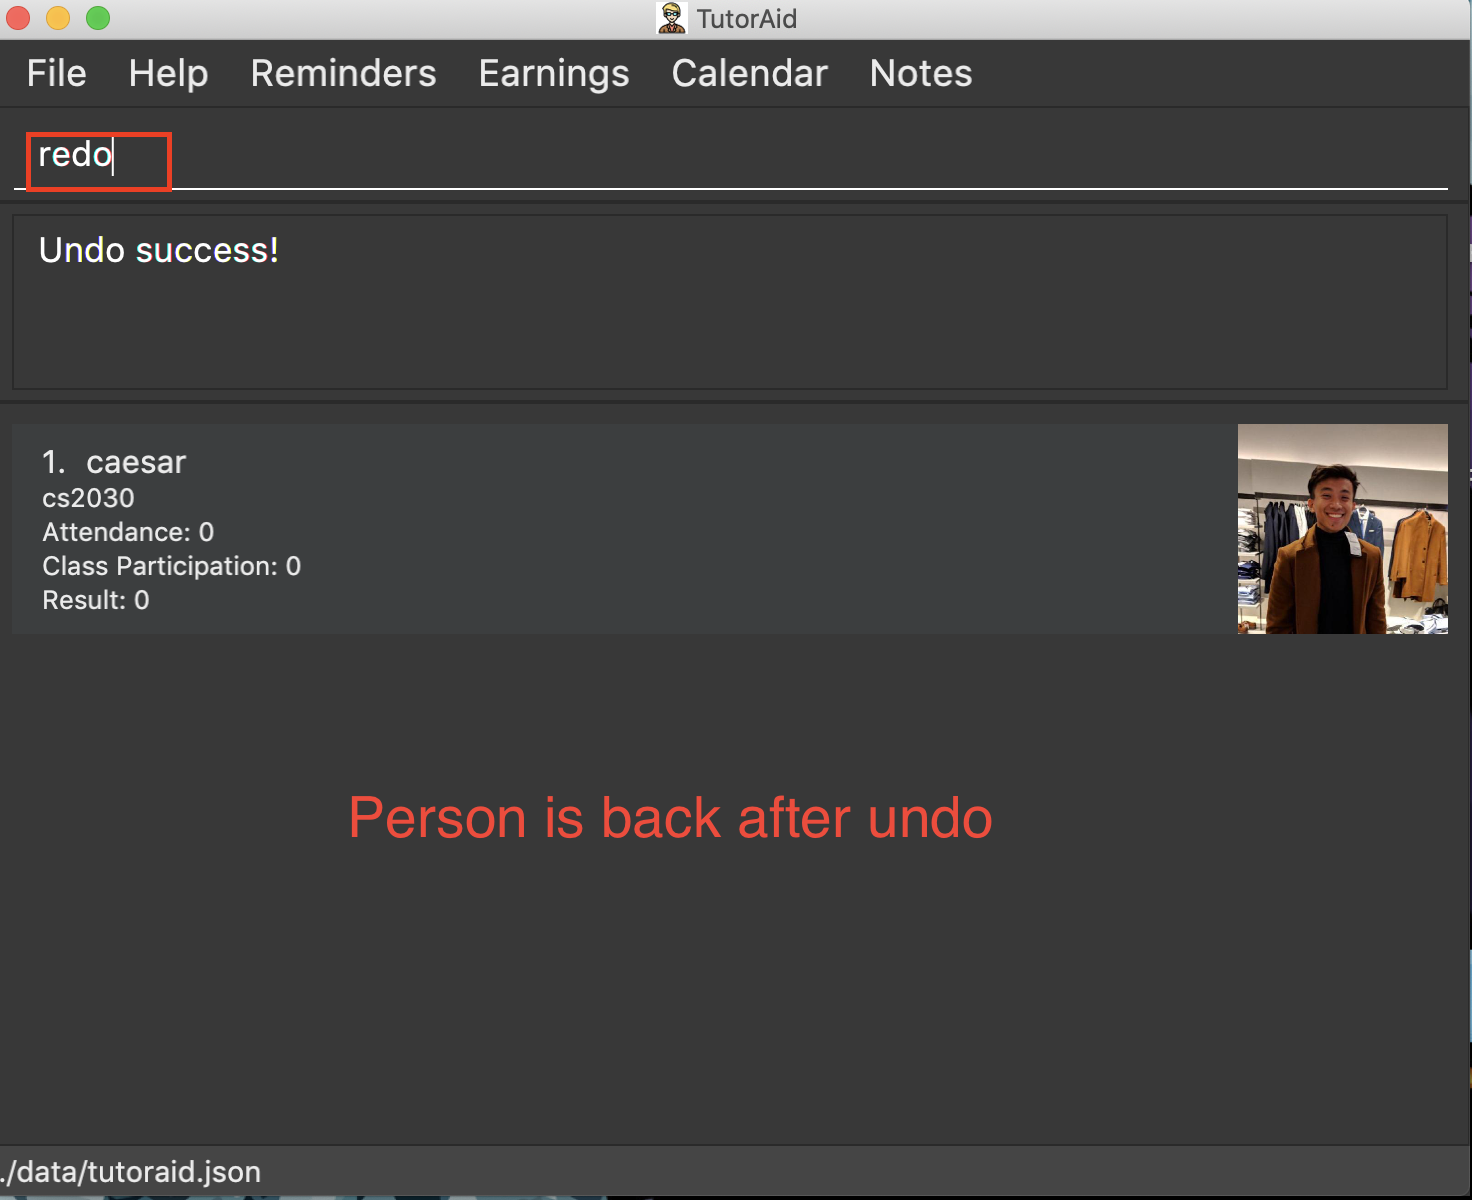 TutorAid
File Help Reminders Earnings Calendar Notes
redo
Undo success!
1. caesar
cs2030
Attendance: 0
Class Participation: 0
Result: 0
Person is back after undo
./data/tutoraid.json